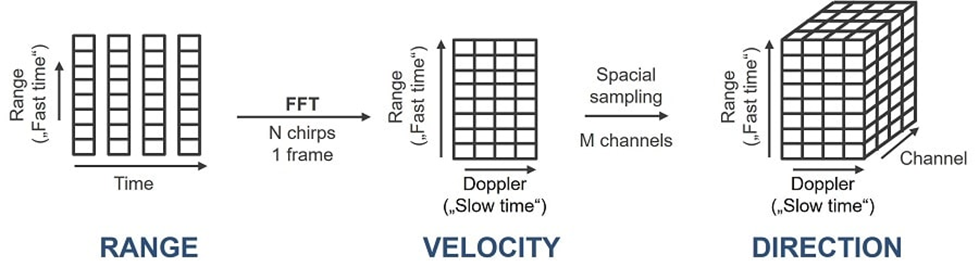 Range
(„Fast time“)
Time
RANGE
FFT
N chirps
1 frame
Range
(„Fast time“)
Doppler
(„Slow time“)
VELOCITY
Spacial
sampling
M channels
Range
(„Fast time“)
Channel
Doppler
(„Slow time“)
DIRECTION